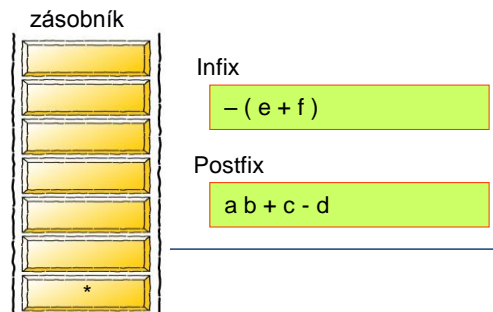 zásobník
Infix
– ( e + f )
Postfix
a b + c - d
*